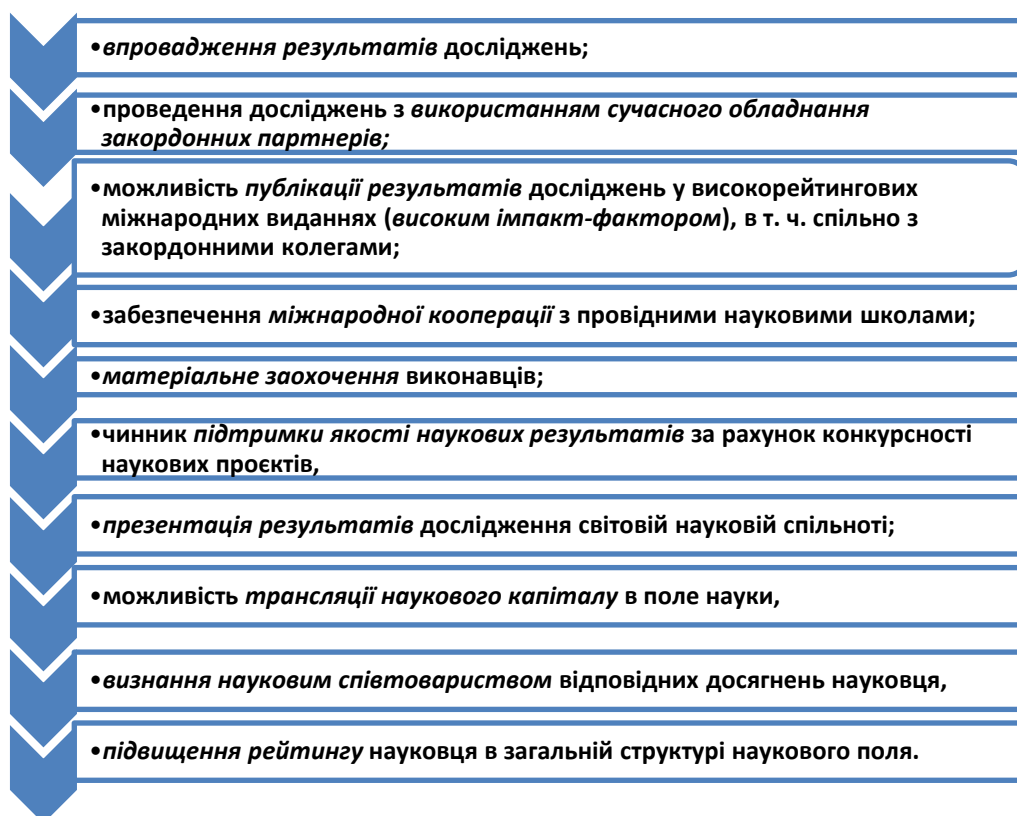 •впровадження результатів досліджень;
•проведення досліджень з використанням сучасного обладнання
закордонних партнерів;
•можливість публікації результатів досліджень у високорейтингових
міжнародних виданнях (високим імпакт-фактором), в т. ч. спільно з
закордонними колегами;
•забезпечення міжнародної кооперації з провідними науковими школами;
•матеріальне заохочення виконавців;
•чинник підтримки якості наукових результатів за рахунок конкурсності
наукових проєктів,
•презентація результатів дослідження світовій науковій спільноті;
•можливість трансляції наукового капіталу в поле науки,
•визнання науковим співтовариством відповідних досягнень науковця,
•підвищення рейтингу науковця в загальній структурі наукового поля.